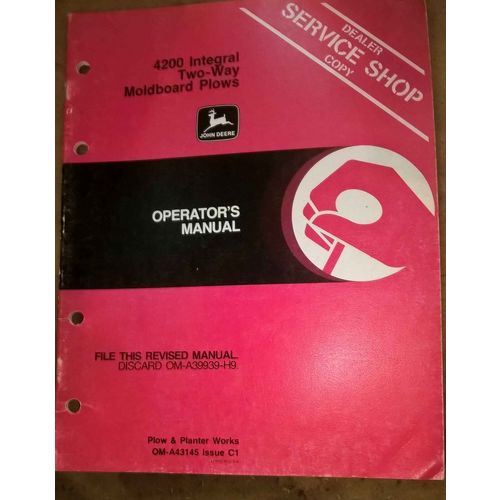 DEALER
SERVICE SHOP
COPY
4200 Integral
Two-Way
Moldboard Plows
JOHN DEERE
OPERATOR'S
MANUAL
FILE THIS REVISED MANUAL.
DISCARD OM-A39939-H9.
Plow & Planter Works
OM-A43145 Issue C1